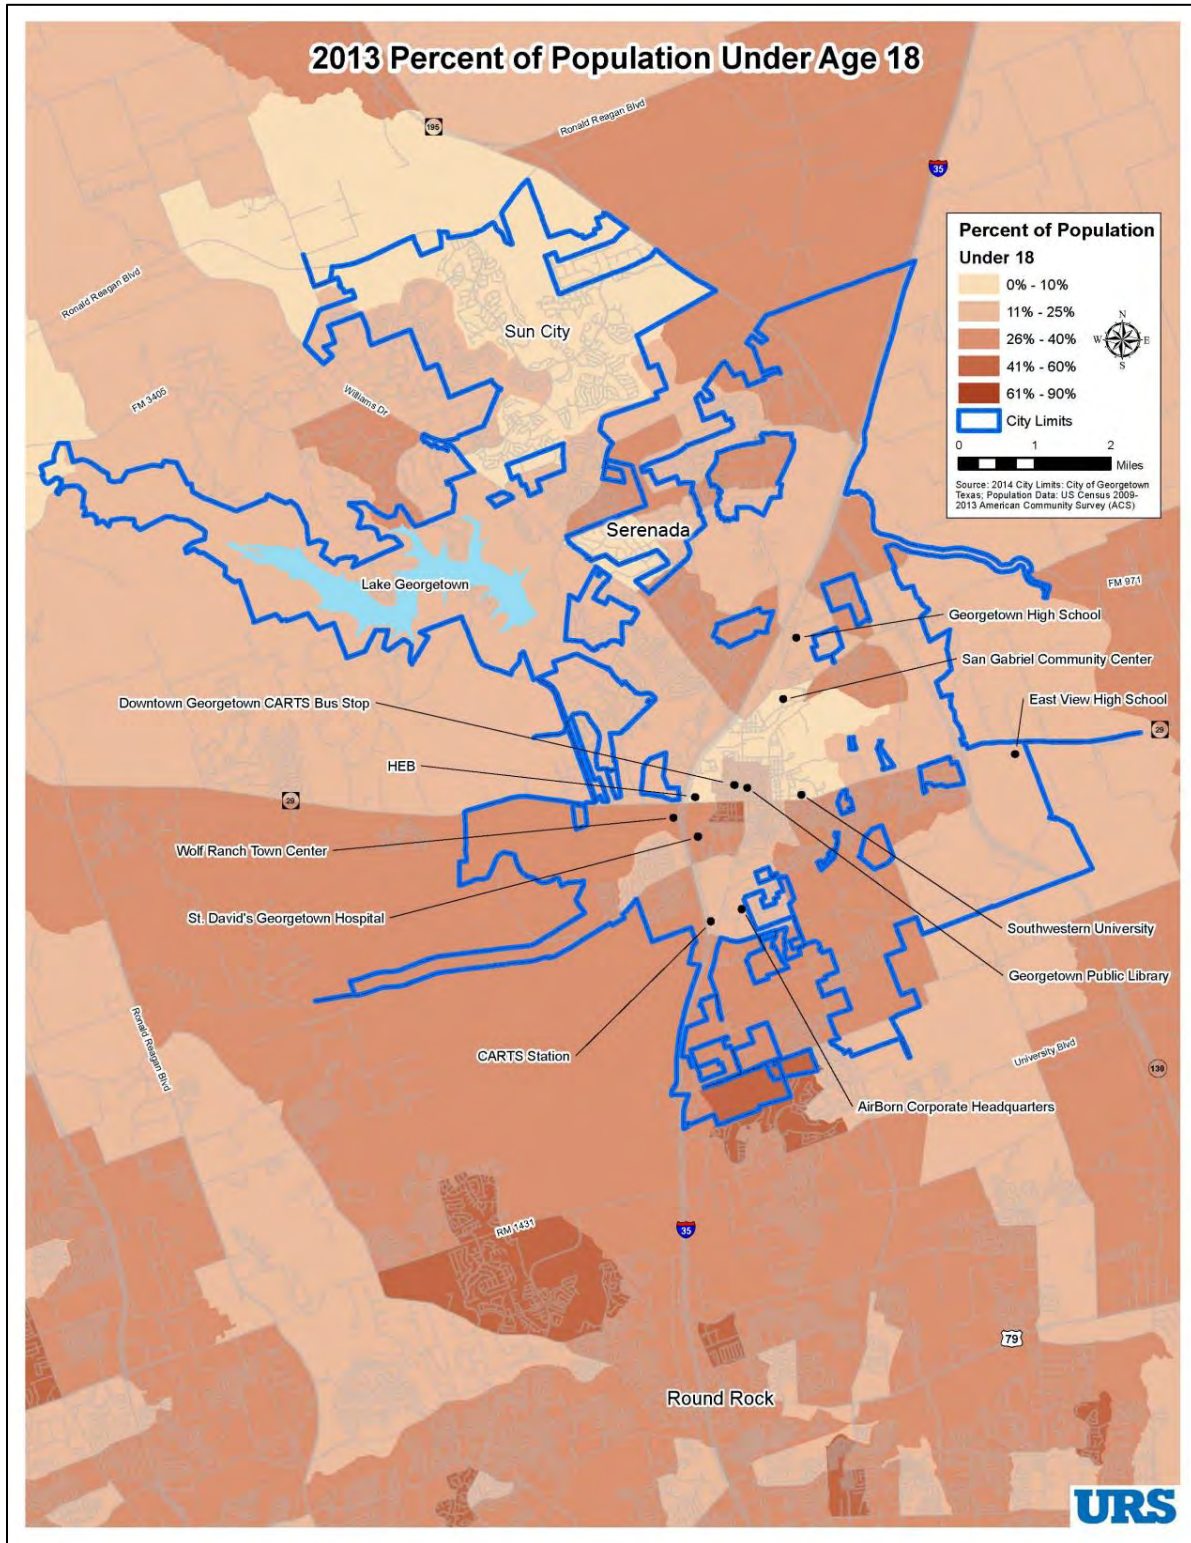 2013 Percent of Population Under Age 18
Ronald Reagan Blvd
195
35
Percent of Population
Under 18
0% - 10%
11% - 25%
26% - 40%
41% - 60%
61% - 90%
City Limits
N
W
E
S
0 1 2
Miles
Source: 2014 City Limits: City of Georgetown
Texas; Population Data: US Census 2009-
2013 American Community Survey (ACS)
Ronald Reagan Blvd
Sun City
FM 3405
Williams Dr
Serenada
Lake Georgetown
FM 971
Georgetown High School
San Gabriel Community Center
Downtown Georgetown CARTS Bus Stop
East View High School
29
HEB
29
Wolf Ranch Town Center
St. David's Georgetown Hospital
Southwestern University
Georgetown Public Library
Ronald Reagan Blvd
CARTS Station
University Blvd
130
AirBorn Corporate Headquarters
RM 1431
35
79
Round Rock
URS